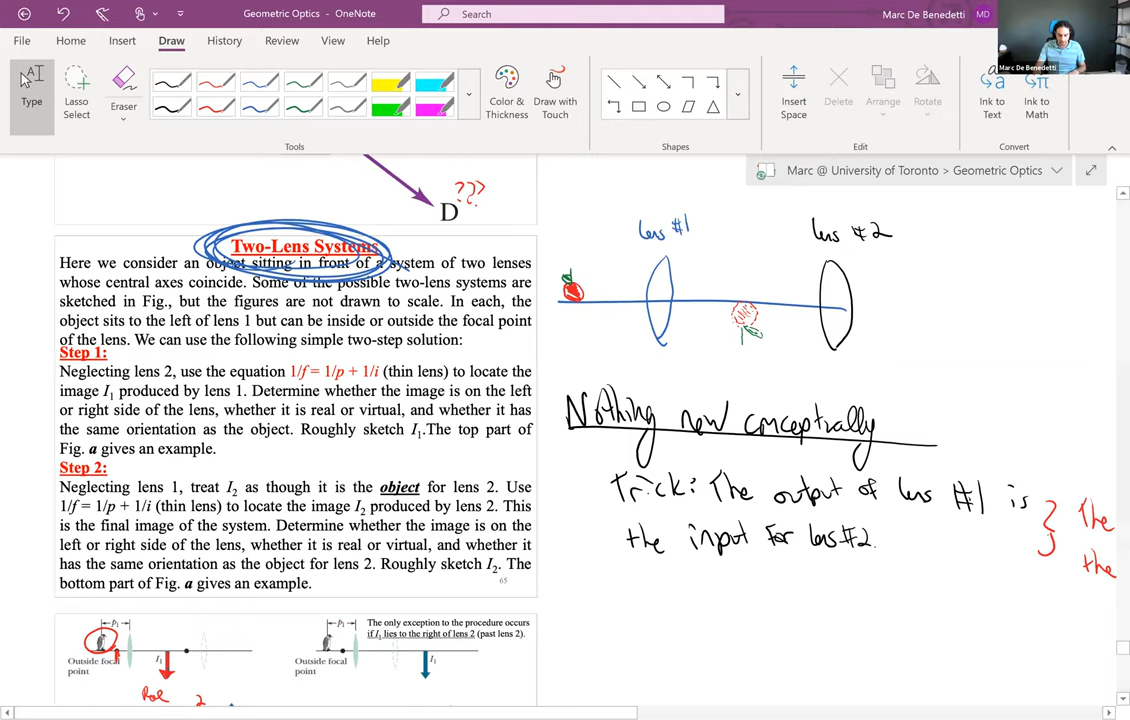 Geometric Optics - OneNote
Search
Marc De Benedetti
MD
File
Home
Insert
Draw
History
Review
View
Help
Type
Lasso
Select
Eraser
Color &
Thickness
Draw with
Touch
Insert
Space
Delete
Arrange
Rotate
Ink to
Text
Ink to
Math
Marc De Benedetti
Tools
Shapes
Edit
Convert
Marc @ University of Toronto > Geometric Optics
D ???
Two-Lens Systems
Here we consider an object sitting in front of a system of two lenses
whose central axes coincide. Some of the possible two-lens systems are
sketched in Fig., but the figures are not drawn to scale. In each, the
object sits to the left of lens 1 but can be inside or outside the focal point
of the lens. We can use the following simple two-step solution:
Step 1:
Neglecting lens 2, use the equation 1/f = 1/p + 1/i (thin lens) to locate the
image I1 produced by lens 1. Determine whether the image is on the left
or right side of the lens, whether it is real or virtual, and whether it has
the same orientation as the object. Roughly sketch I1.The top part of
Fig. a gives an example.
Step 2:
Neglecting lens 1, treat I2 as though it is the object for lens 2. Use
1/f = 1/p + 1/i (thin lens) to locate the image I2 produced by lens 2. This
is the final image of the system. Determine whether the image is on the
left or right side of the lens, whether it is real or virtual, and whether it
has the same orientation as the object for lens 2. Roughly sketch I2. The
bottom part of Fig. a gives an example.
65
p1
Outside focal
point
I1
Real
2
p1
The only exception to the procedure occurs
if I1 lies to the right of lens 2 (past lens 2).
Outside focal
point
I1
lens #1
lens #2
Nothing new conceptually
Trick: The output of lens #1 is
the input for lens #2.
} The
the